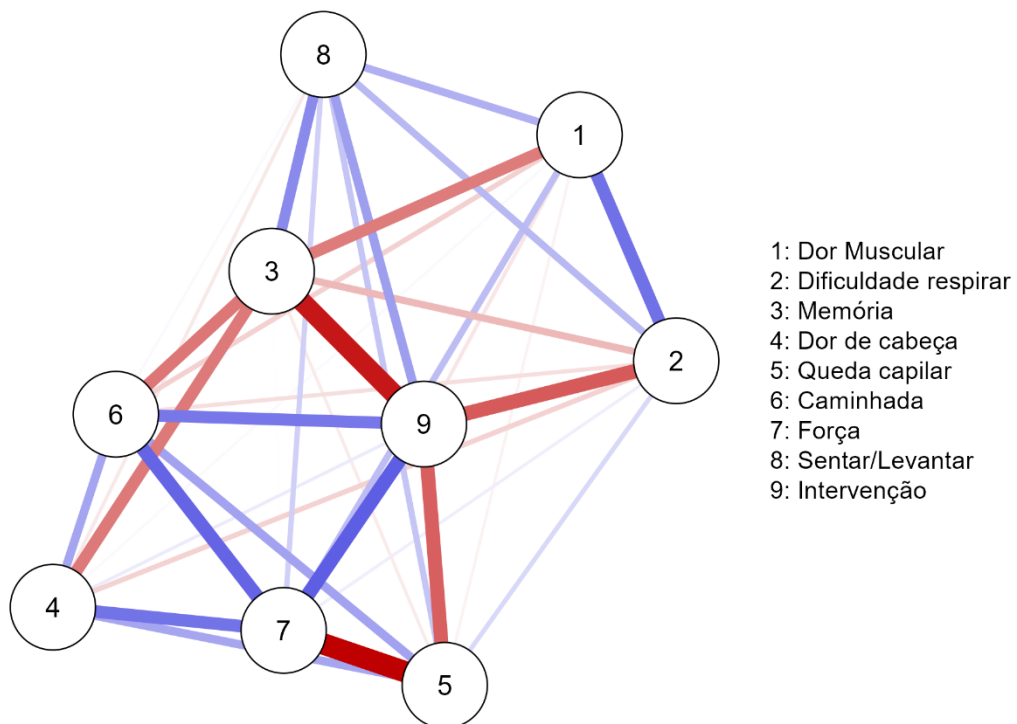 8
1
3
2
6
9
4
7
5
1: Dor Muscular
2: Dificuldade respirar
3: Memória
4: Dor de cabeça
5: Queda capilar
6: Caminhada
7: Força
8: Sentar/Levantar
9: Intervenção